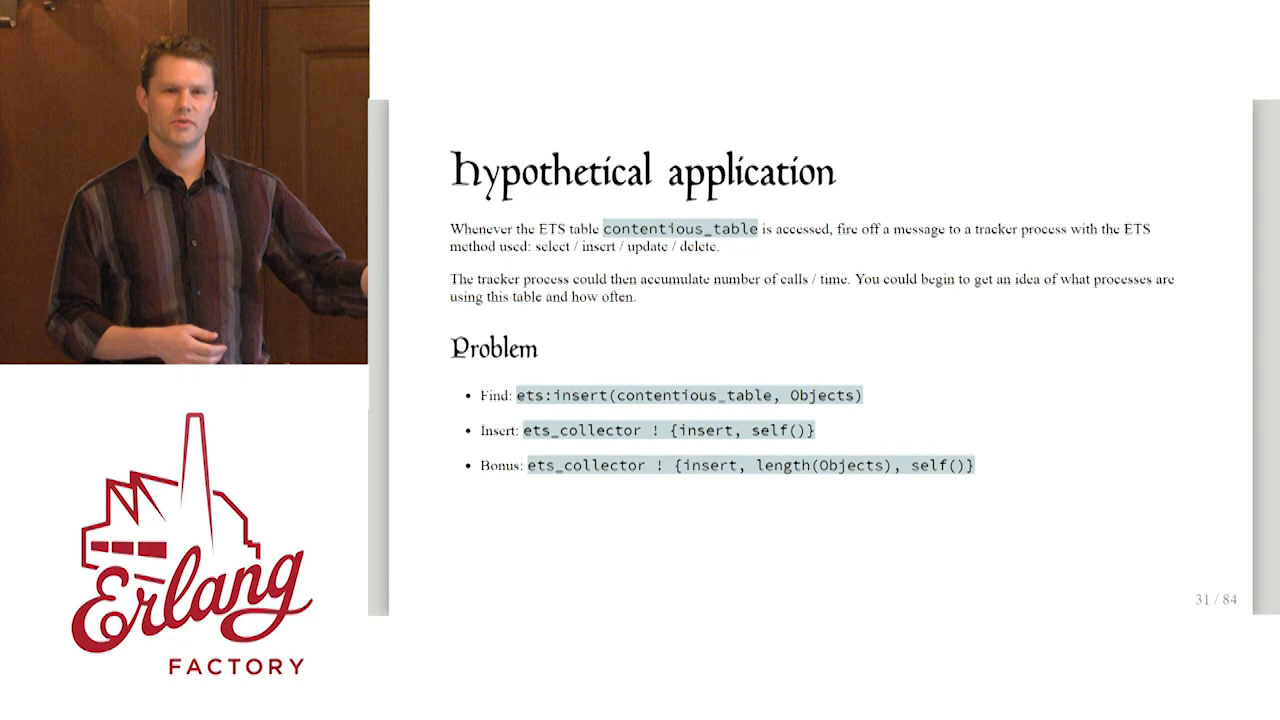 Hypothetical application
Whenever the ETS table contentious_table is accessed, fire off a message to a tracker process with the ETS
method used: select / insert / update / delete.
The tracker process could then accumulate number of calls / time. You could begin to get an idea of what processes are
using this table and how often.
Problem
• Find: ets:insert(contentious_table, Objects)
• Insert: ets_collector ! {insert, self()}
• Bonus: ets_collector ! {insert, length(Objects), self()}
31 / 84
Erlang
FACTORY